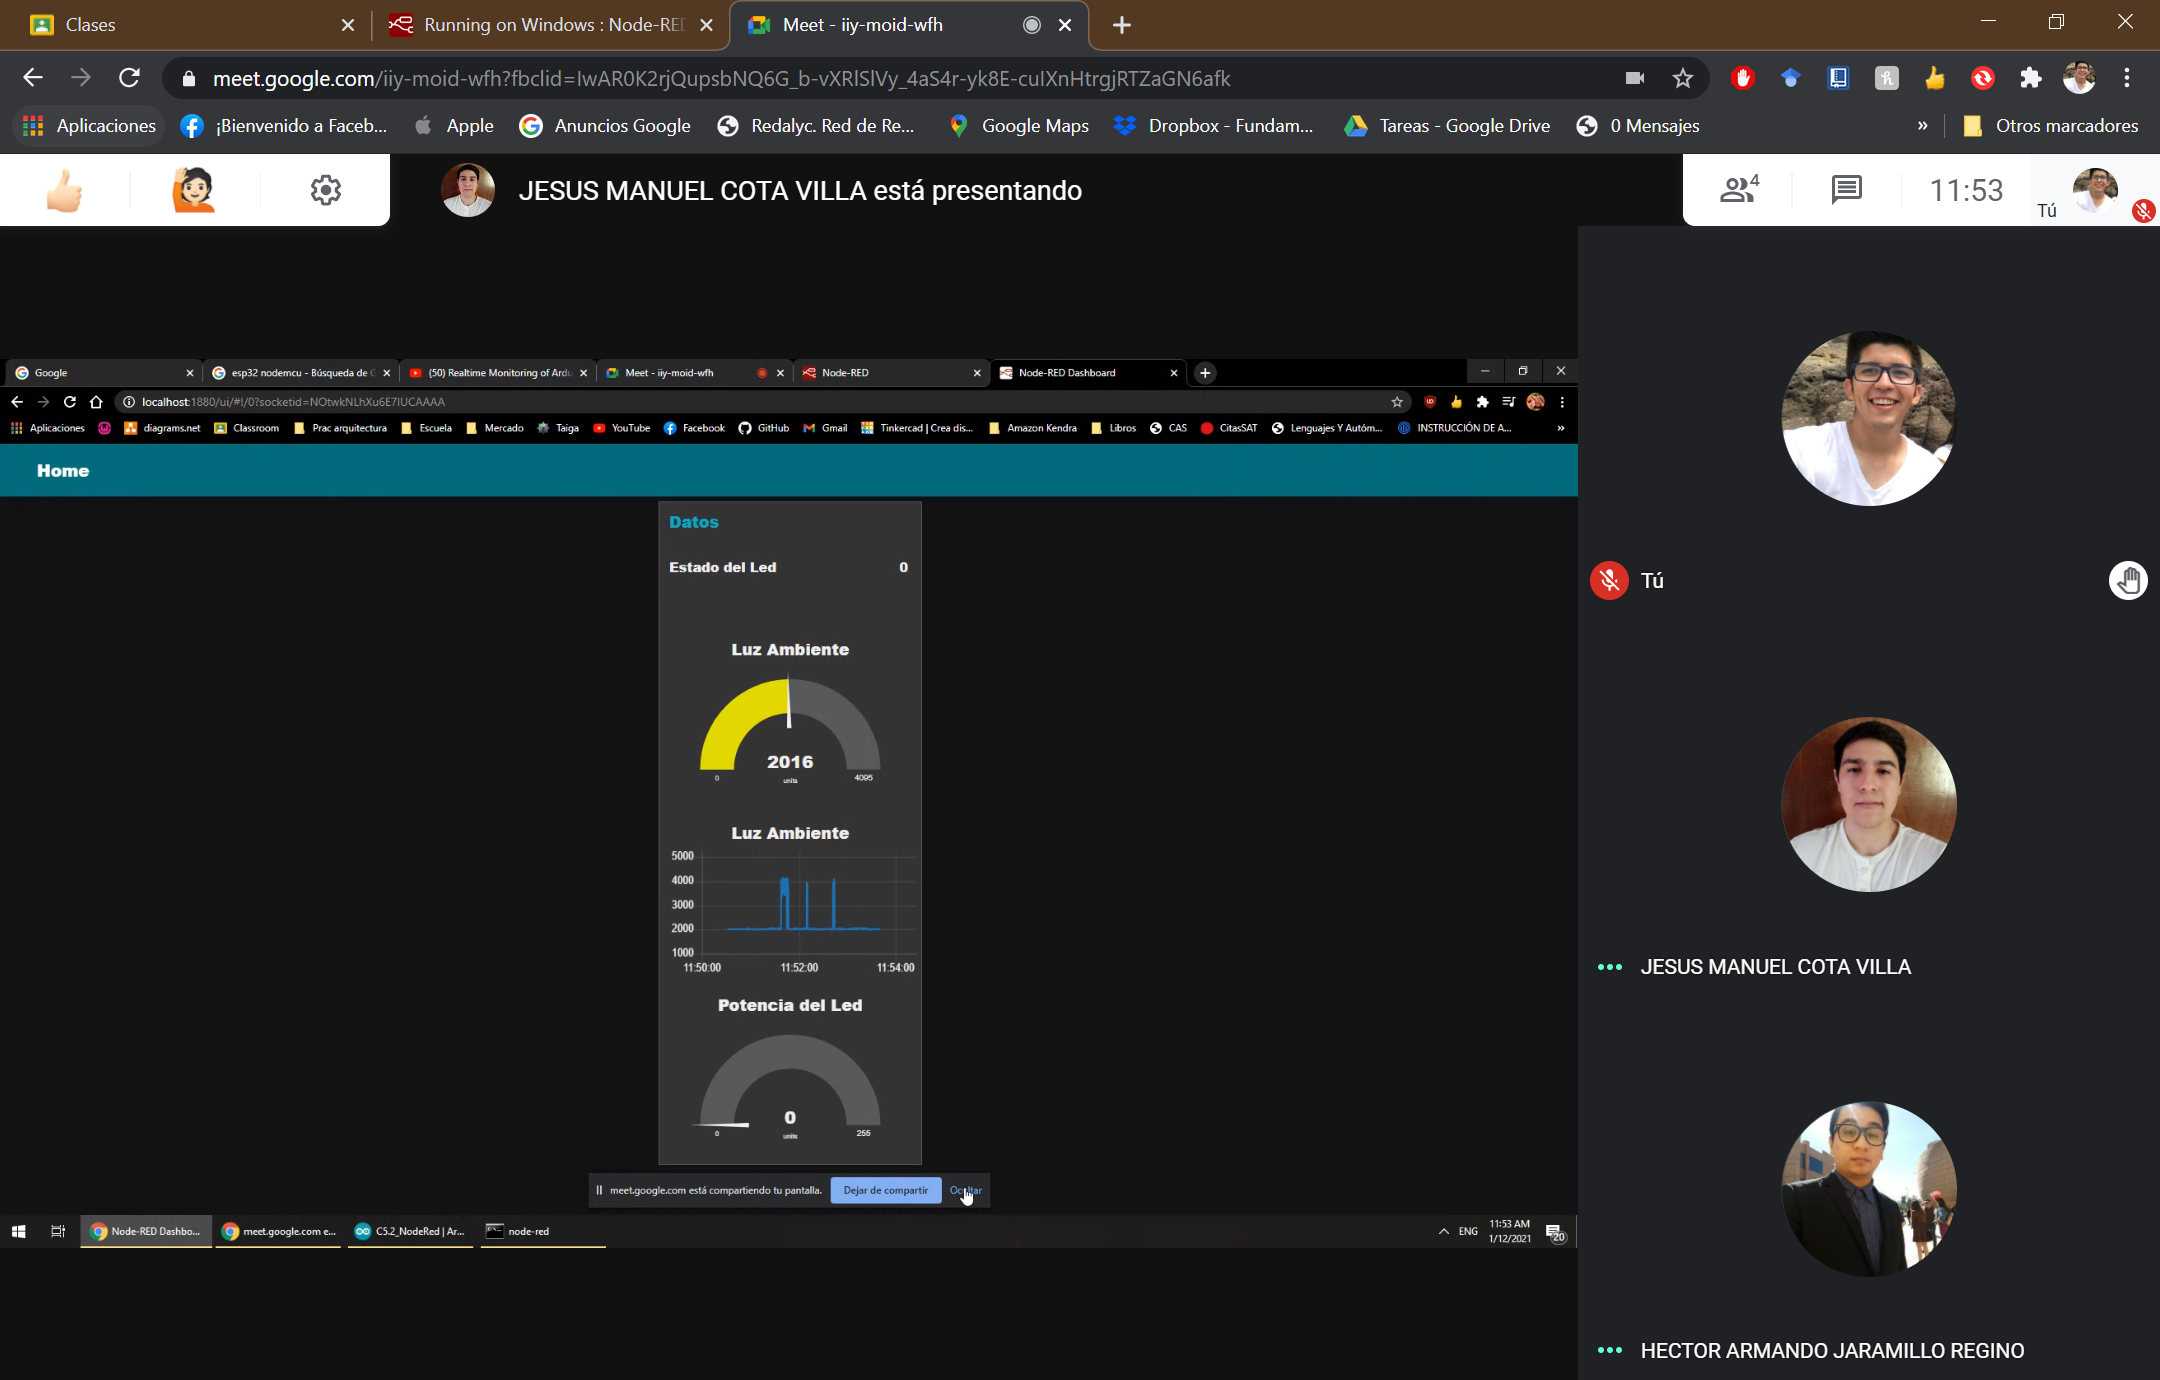 Clases
Running on Windows : Node-RED
Meet - iiy-moid-wfh
meet.google.com/iiy-moid-wfh?fbclid=IwAR0K2rjQupsbNQ6G_b-vXRlSlVy_4aS4r-yk8E-cuIXnHtrgjRTZaGN6afk
Aplicaciones
¡Bienvenido a Faceb...
Apple
Anuncios Google
Redalyc. Red de Re...
Google Maps
Dropbox - Fundam...
Tareas - Google Drive
0 Mensajes
»
Otros marcadores
JESUS MANUEL COTA VILLA está presentando
4
11:53
Tú
Google
esp32 nodemcu - Búsqueda de G
(50) Realtime Monitoring of Ardu
Meet - iiy-moid-wfh
Node-RED
Node-RED Dashboard
localhost:1880/ui/#!/0?socketid=NOtwkNLhXu6E7IUCAAAA
Aplicaciones
diagrams.net
Classroom
Prac arquitectura
Escuela
Mercado
Taiga
YouTube
Facebook
GitHub
Gmail
Tinkercad | Crea dis...
Amazon Kendra
Libros
CAS
CitasSAT
Lenguajes Y Autóm...
INSTRUCCIÓN DE A...
»
Home
Datos
Estado del Led 0
Luz Ambiente
2016
units
0 4095
Luz Ambiente
5000
4000
3000
2000
1000
11:50:00 11:52:00 11:54:00
Potencia del Led
0
units
0 255
meet.google.com está compartiendo tu pantalla.
Dejar de compartir
Ocultar
Node-RED Dashbo...
meet.google.com e...
C5.2_NodeRed | Ar...
node-red
ENG
11:53 AM
1/12/2021
20
Tú
JESUS MANUEL COTA VILLA
HECTOR ARMANDO JARAMILLO REGINO